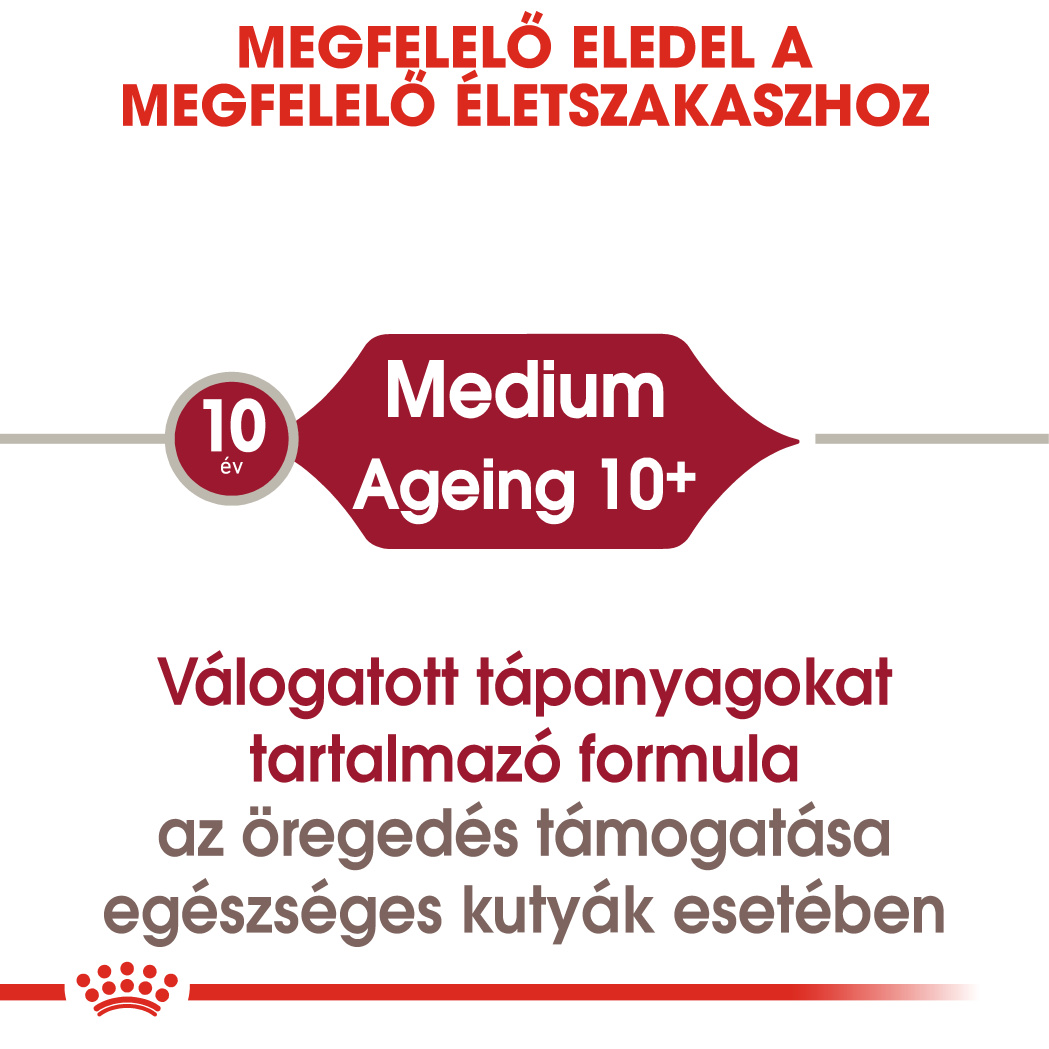 MEGFELELŐ ELEDEL A
MEGFELELŐ ÉLETSZAKASZHOZ
10
év
Medium
Ageing 10+
Válogatott tápanyagokat
tartalmazó formula
az öregedés támogatása
egészséges kutyák esetében